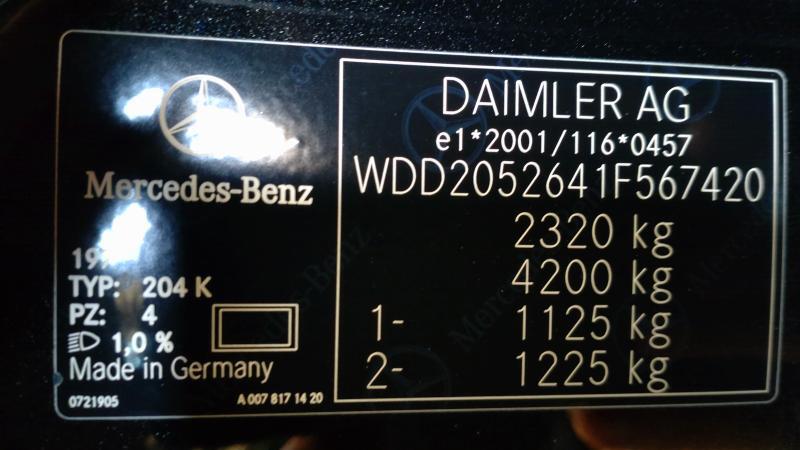 Mercedes-Benz
TYP: 204 K
PZ: 4
1,0 %
Made in Germany
0721905
A 007 817 14 20
DAIMLER AG
e1*2001/116*0457
WDD2052641F567420
2320 kg
4200 kg
1- 1125 kg
2- 1225 kg